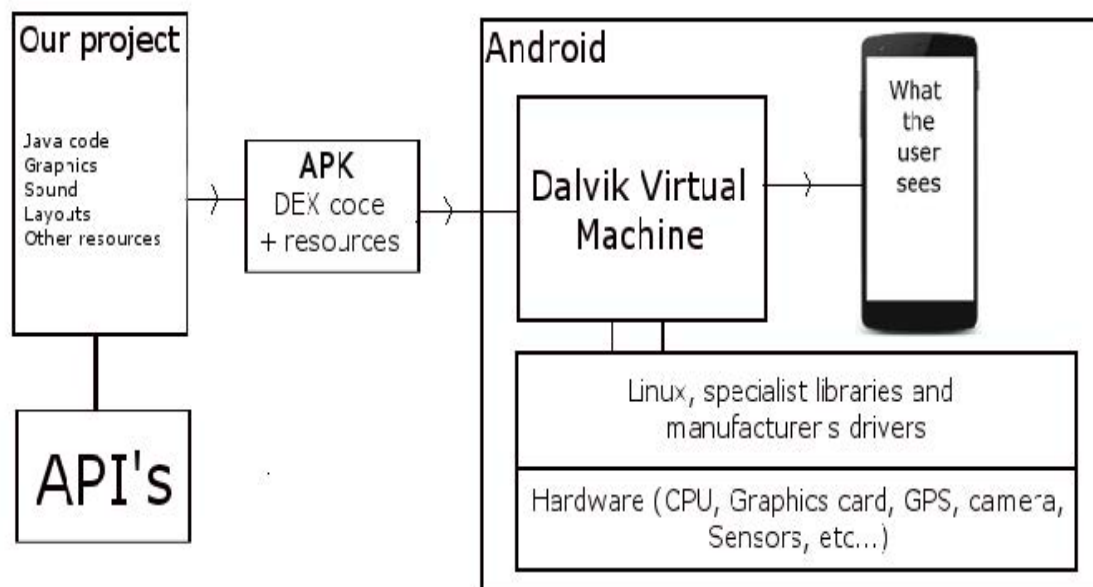 Our project
Java code
Graphics
Sound
Layouts
Other resources
API's
APK
DEX coce
+ resources
Android
Dalvik Virtual
Machine
What
the
user
sees
Linux, specialist libraries and
manufacturer s drivers
Hardware (CPU, Graphics card, GPS, camera,
Sensors, etc...)